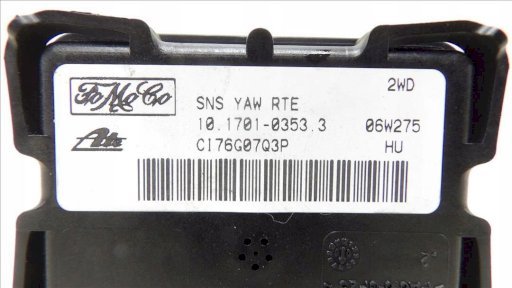 2WD
FoMoCo
SNS YAW RTE
10.1701-0353.3 06W275
Ate
CI76G07Q3P HU